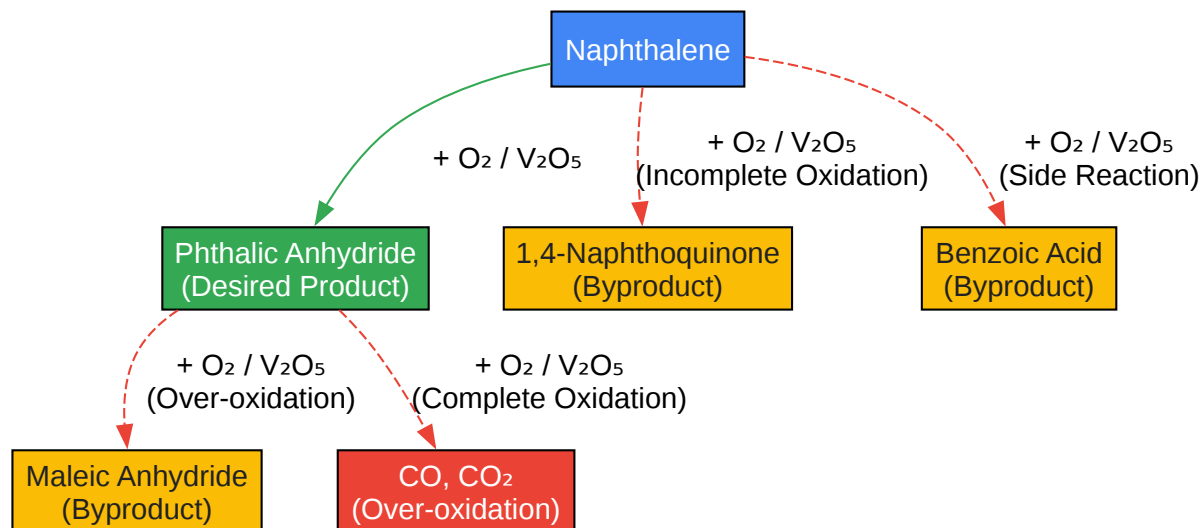 Naphthalene
+ O₂ / V₂O₅
+ O₂ / V₂O₅
(Incomplete Oxidation)
+ O₂ / V₂O₅
(Side Reaction)
Phthalic Anhydride
(Desired Product)
1,4-Naphthoquinone
(Byproduct)
Benzoic Acid
(Byproduct)
+ O₂ / V₂O₅
(Over-oxidation)
+ O₂ / V₂O₅
(Complete Oxidation)
Maleic Anhydride
(Byproduct)
CO, CO₂
(Over-oxidation)